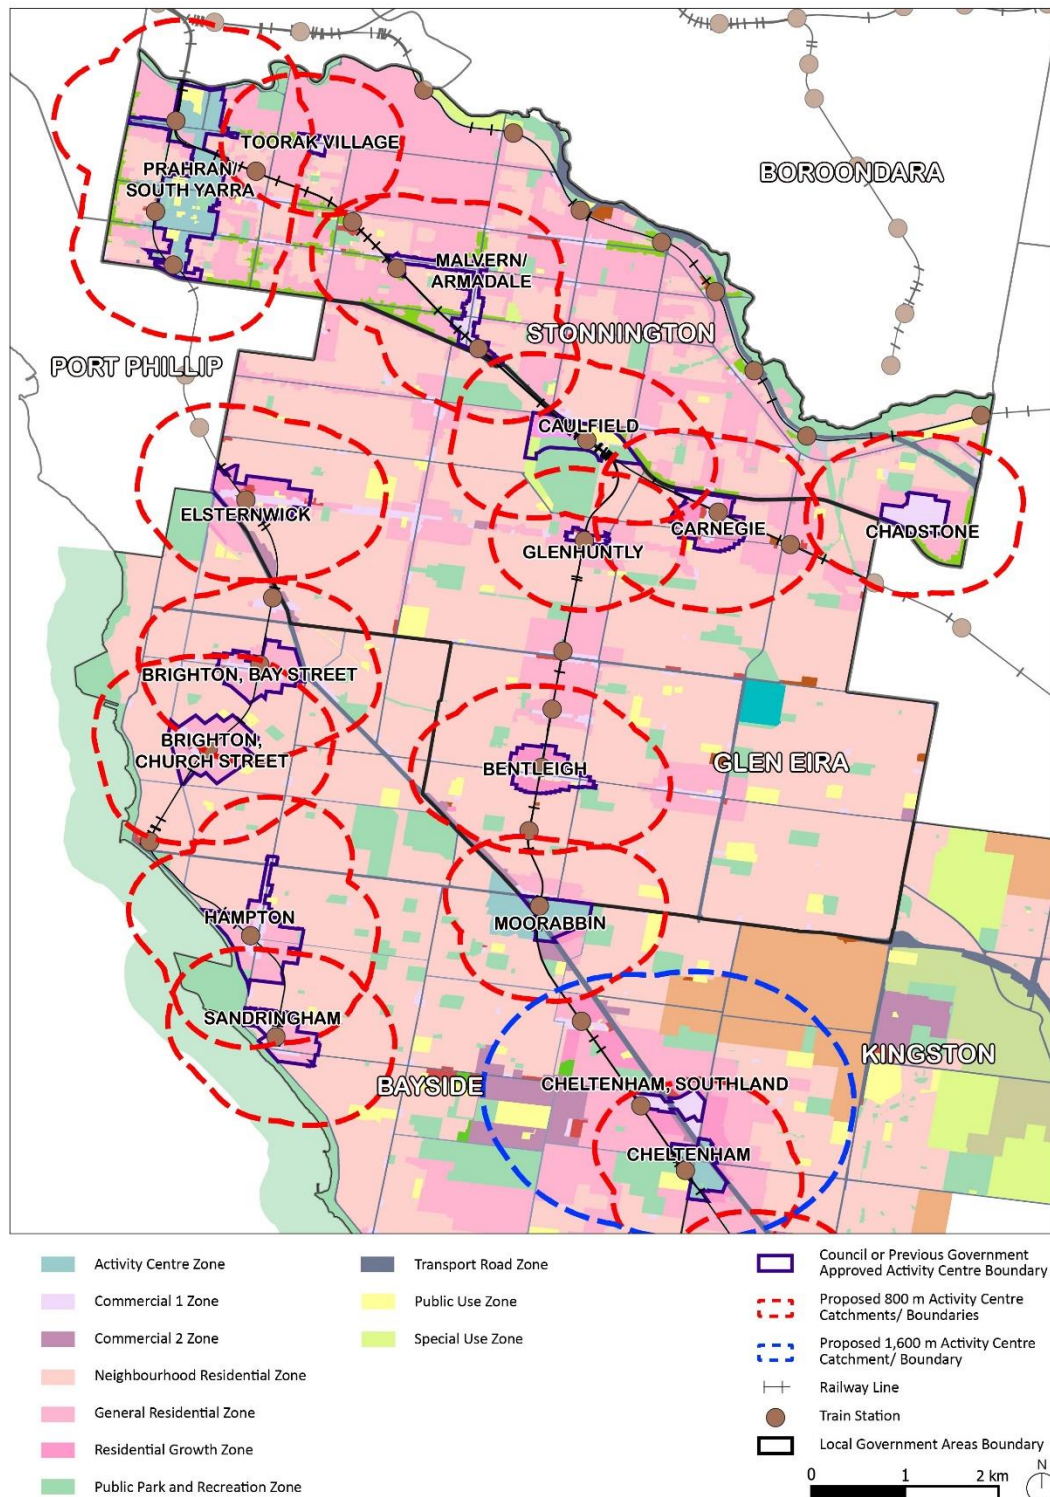 TOORAK VILLAGE
BOROONDARA
PRAHRAN/
SOUTH YARRA
MALVERN/
ARMADALE
STONNINGTON
PORT PHILLIP
CAULFIELD
ELSTERNWICK
CARNEGIE
CHADSTONE
GLENHUNTLY
BRIGHTON, BAY STREET
BRIGHTON,
CHURCH STREET
BENTLEIGH
GLEN EIRA
HAMPTON
MOORABBIN
SANDRINGHAM
KINGSTON
BAYSIDE
CHELTENHAM, SOUTHLAND
CHELTENHAM
Activity Centre Zone
Commercial 1 Zone
Commercial 2 Zone
Neighbourhood Residential Zone
General Residential Zone
Residential Growth Zone
Public Park and Recreation Zone
Transport Road Zone
Public Use Zone
Special Use Zone
Council or Previous Government
Approved Activity Centre Boundary
Proposed 800 m Activity Centre
Catchments/ Boundaries
Proposed 1,600 m Activity Centre
Catchment/ Boundary
Railway Line
Train Station
Local Government Areas Boundary
0 1 2 km
N